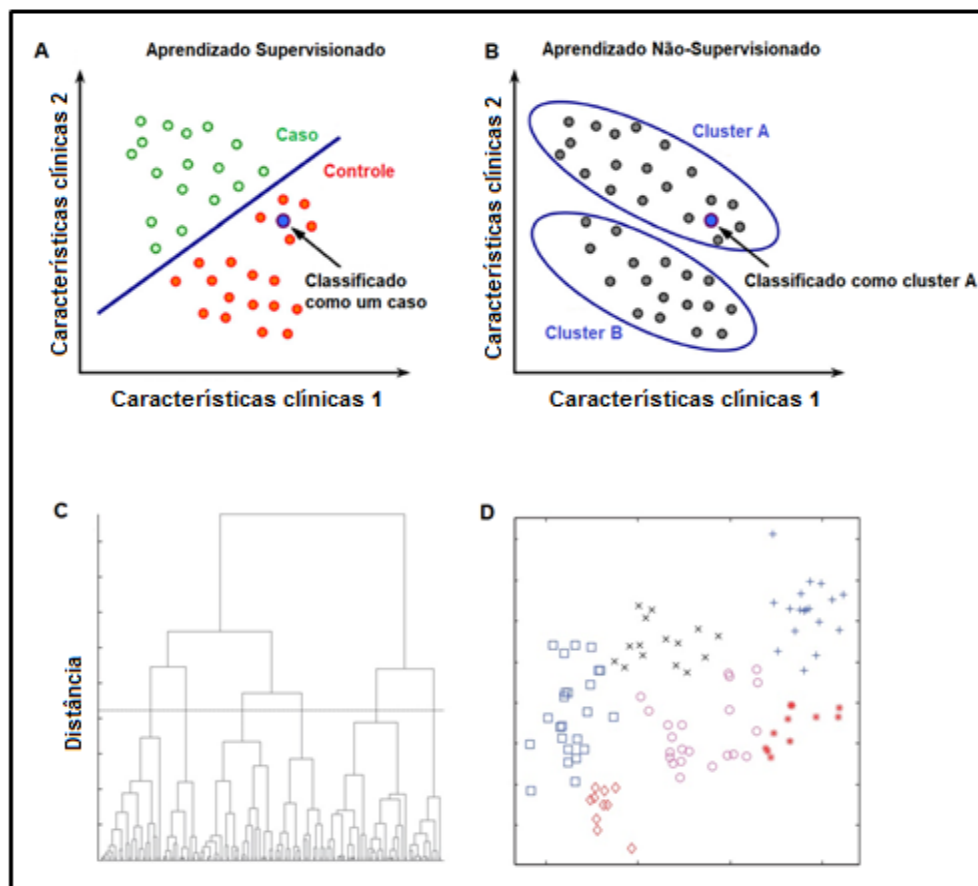 A
Aprendizado Supervisionado
Características clínicas 2
Caso
Controle
Classificado
como um caso
Características clínicas 1
B
Aprendizado Não-Supervisionado
Características clínicas 2
Cluster A
Classificado como cluster A
Cluster B
Características clínicas 1
C
Distância
D